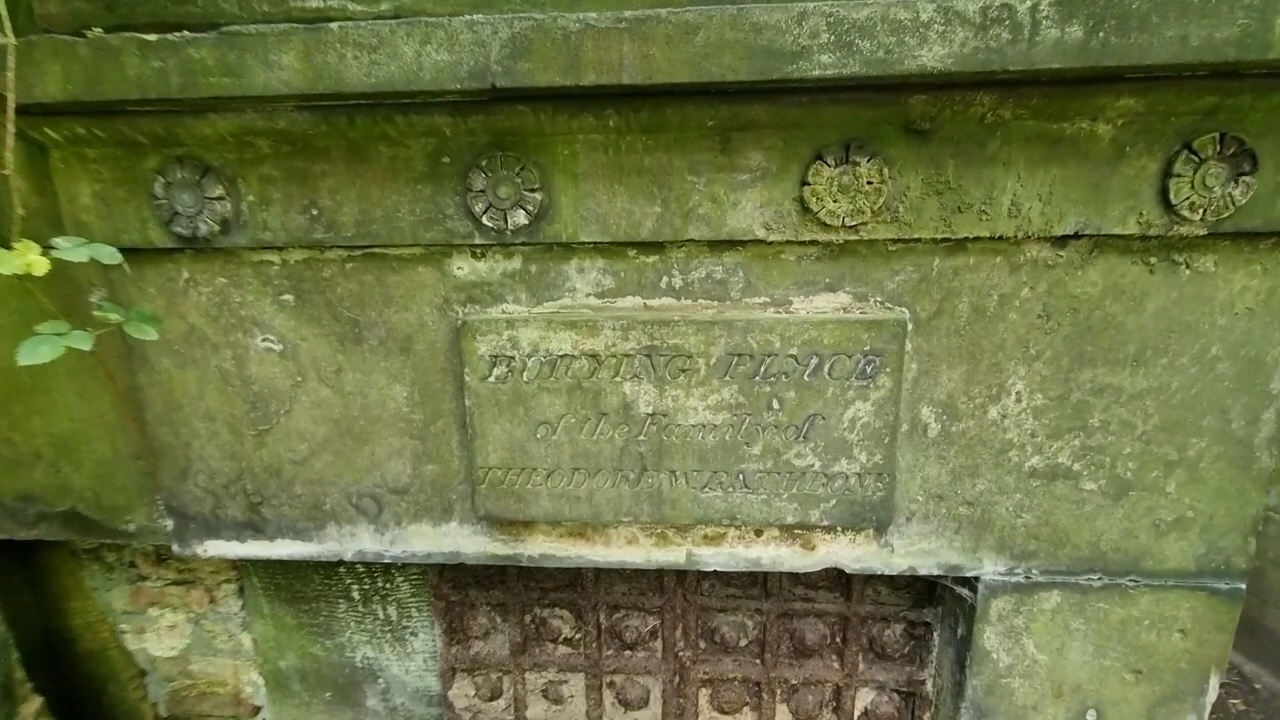 BURYING PLACE
of the Family of
THEODORE W RATHBONE